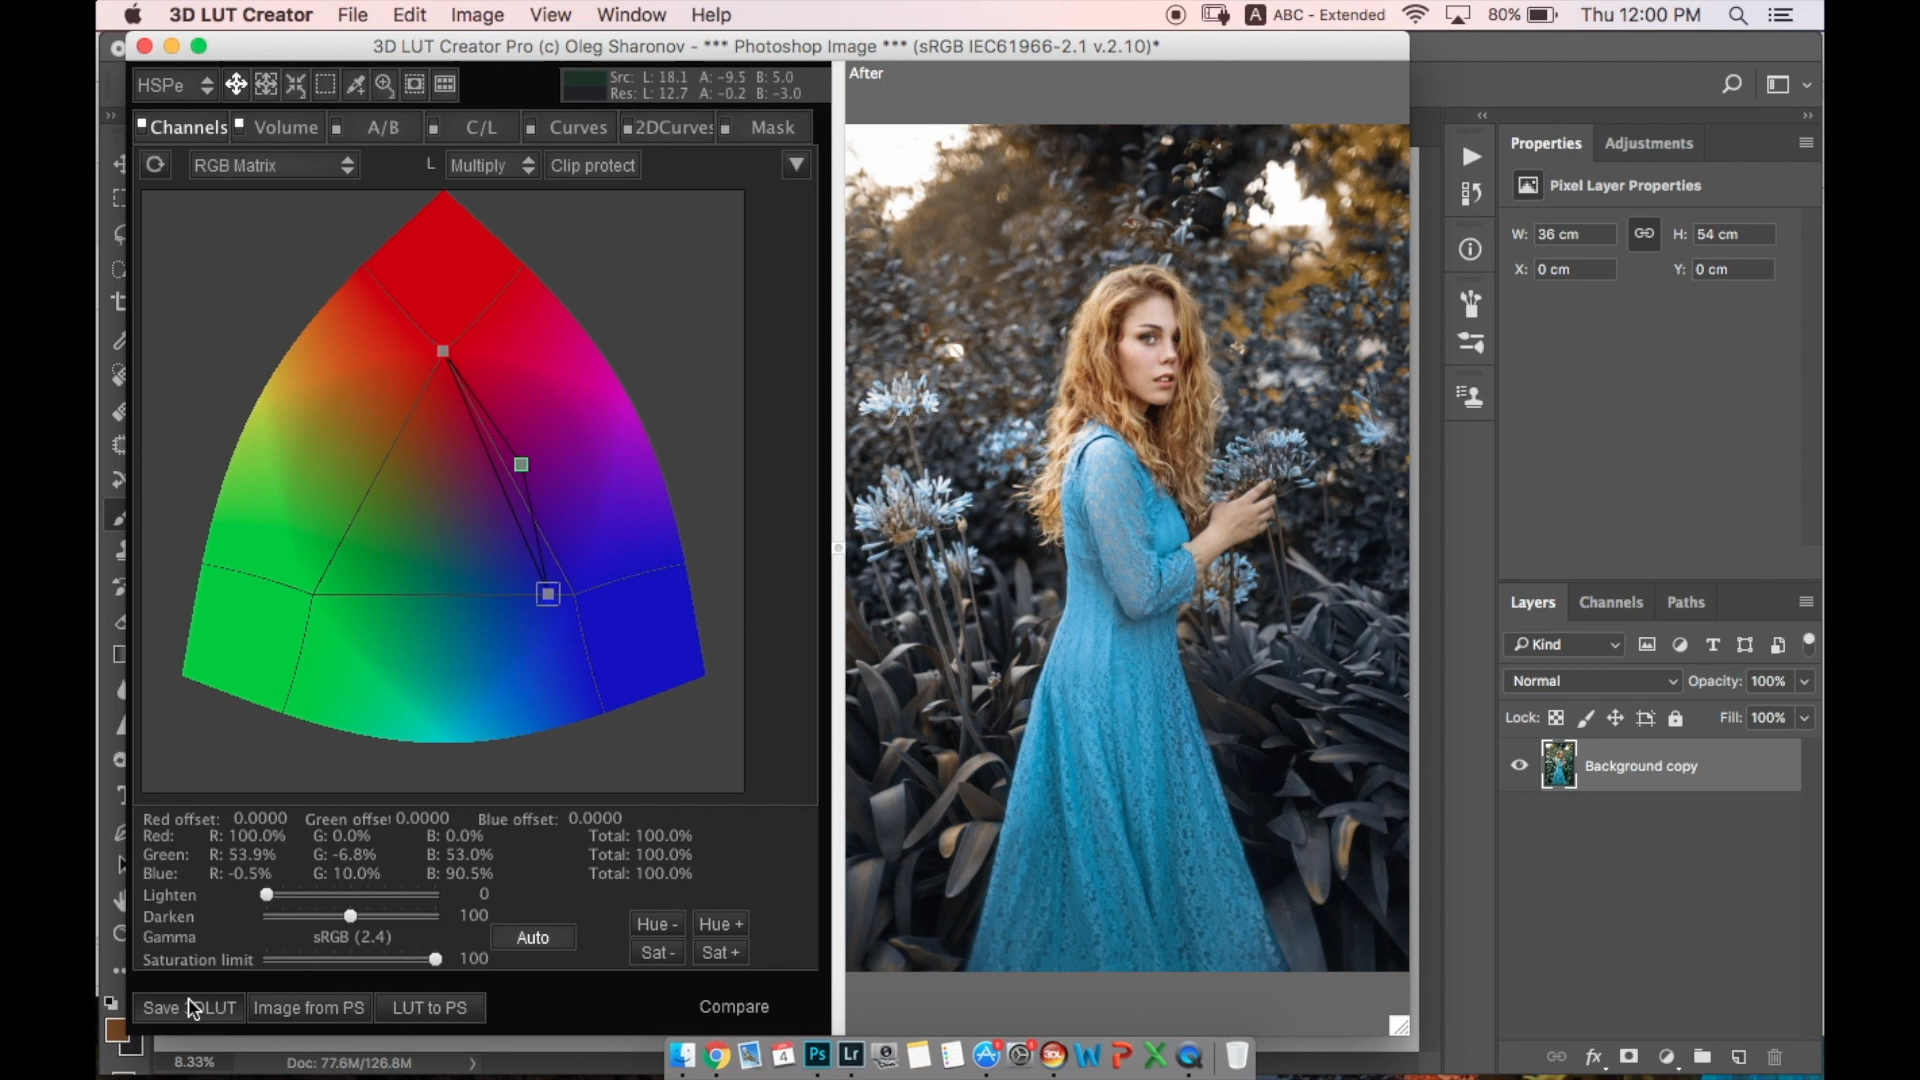 3D LUT Creator File Edit Image View Window Help
A ABC - Extended 80% Thu 12:00 PM
3D LUT Creator Pro (c) Oleg Sharonov - *** Photoshop Image *** (sRGB IEC61966-2.1 v.2.10)*
HSPe
Src: L: 18.1 A: -9.5 B: 5.0
Res: L: 12.7 A: -0.2 B: -3.0
After
Channels Volume A/B C/L Curves 2DCurves Mask
RGB Matrix L Multiply Clip protect
Properties Adjustments
Pixel Layer Properties
W: 36 cm H: 54 cm
X: 0 cm Y: 0 cm
Layers Channels Paths
Kind
Normal Opacity: 100%
Lock: Fill: 100%
Background copy
Red offset: 0.0000 Green offset 0.0000 Blue offset: 0.0000
Red: R: 100.0% G: 0.0% B: 0.0% Total: 100.0%
Green: R: 53.9% G: -6.8% B: 53.0% Total: 100.0%
Blue: R: -0.5% G: 10.0% B: 90.5% Total: 100.0%
Lighten 0
Darken 100
Gamma sRGB (2.4) Auto
Saturation limit 100
Hue - Hue +
Sat - Sat +
Save LUT Image from PS LUT to PS Compare
8.33% Doc: 77.6M/126.8M
4 Ps Lr 3DL
fx